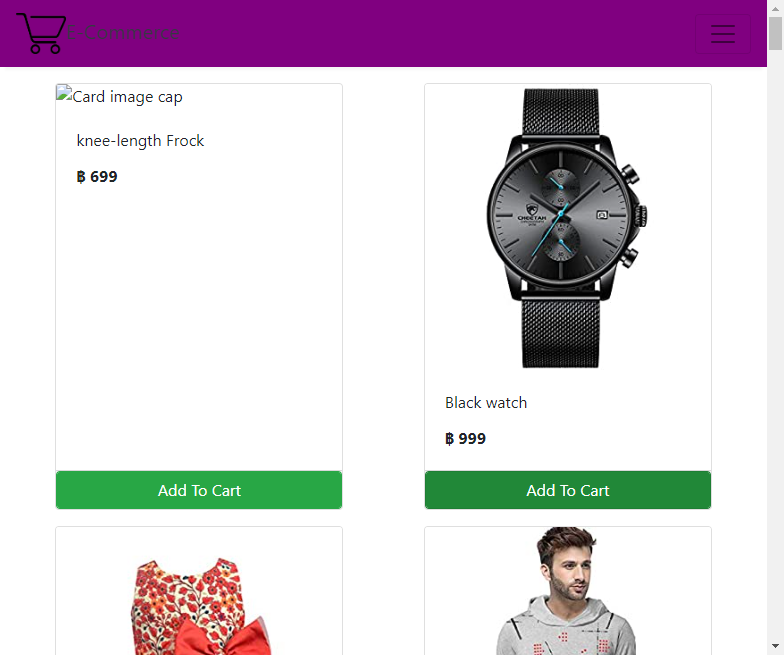 E-Commerce
Card image cap
knee-length Frock
฿ 699
CHEETAH
Black watch
฿ 999
Add To Cart
Add To Cart